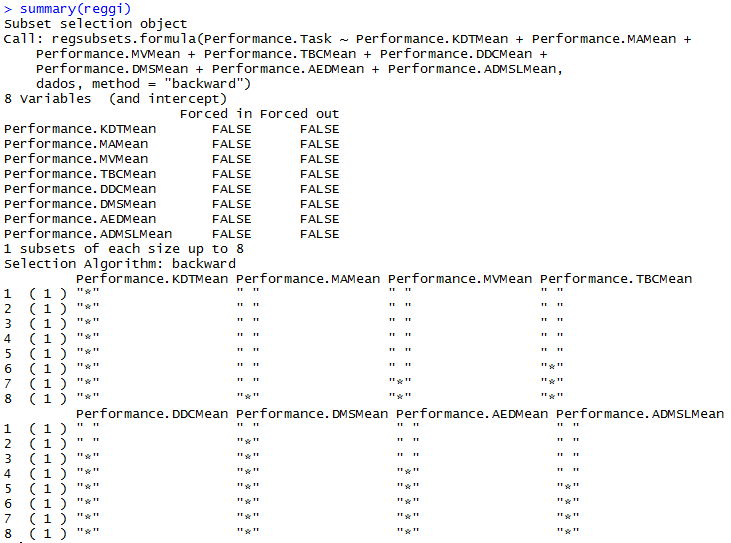 > summary(reggi)
Subset selection object
Call: regsubsets.formula(Performance.Task ~ Performance.KDTMean + Performance.MAMean +
    Performance.MVMean + Performance.TBCMean + Performance.DDCMean +
    Performance.DMSMean + Performance.AEDMean + Performance.ADMSLMean,
    dados, method = "backward")
8 Variables  (and intercept)
                      Forced in Forced out
Performance.KDTMean       FALSE      FALSE
Performance.MAMean        FALSE      FALSE
Performance.MVMean        FALSE      FALSE
Performance.TBCMean       FALSE      FALSE
Performance.DDCMean       FALSE      FALSE
Performance.DMSMean       FALSE      FALSE
Performance.AEDMean       FALSE      FALSE
Performance.ADMSLMean     FALSE      FALSE
1 subsets of each size up to 8
Selection Algorithm: backward
         Performance.KDTMean Performance.MAMean Performance.MVMean Performance.TBCMean
1  ( 1 ) "*"                 " "                " "                " "
2  ( 1 ) "*"                 " "                " "                " "
3  ( 1 ) "*"                 " "                " "                " "
4  ( 1 ) "*"                 " "                " "                " "
5  ( 1 ) "*"                 " "                " "                " "
6  ( 1 ) "*"                 " "                " "                "*"
7  ( 1 ) "*"                 " "                "*"                "*"
8  ( 1 ) "*"                 "*"                "*"                "*"
         Performance.DDCMean Performance.DMSMean Performance.AEDMean Performance.ADMSLMean
1  ( 1 ) " "                 " "                 " "                 " "
2  ( 1 ) " "                 "*"                 " "                 " "
3  ( 1 ) "*"                 "*"                 " "                 " "
4  ( 1 ) "*"                 "*"                 "*"                 " "
5  ( 1 ) "*"                 "*"                 "*"                 "*"
6  ( 1 ) "*"                 "*"                 "*"                 "*"
7  ( 1 ) "*"                 "*"                 "*"                 "*"
8  ( 1 ) "*"                 "*"                 "*"                 "*"